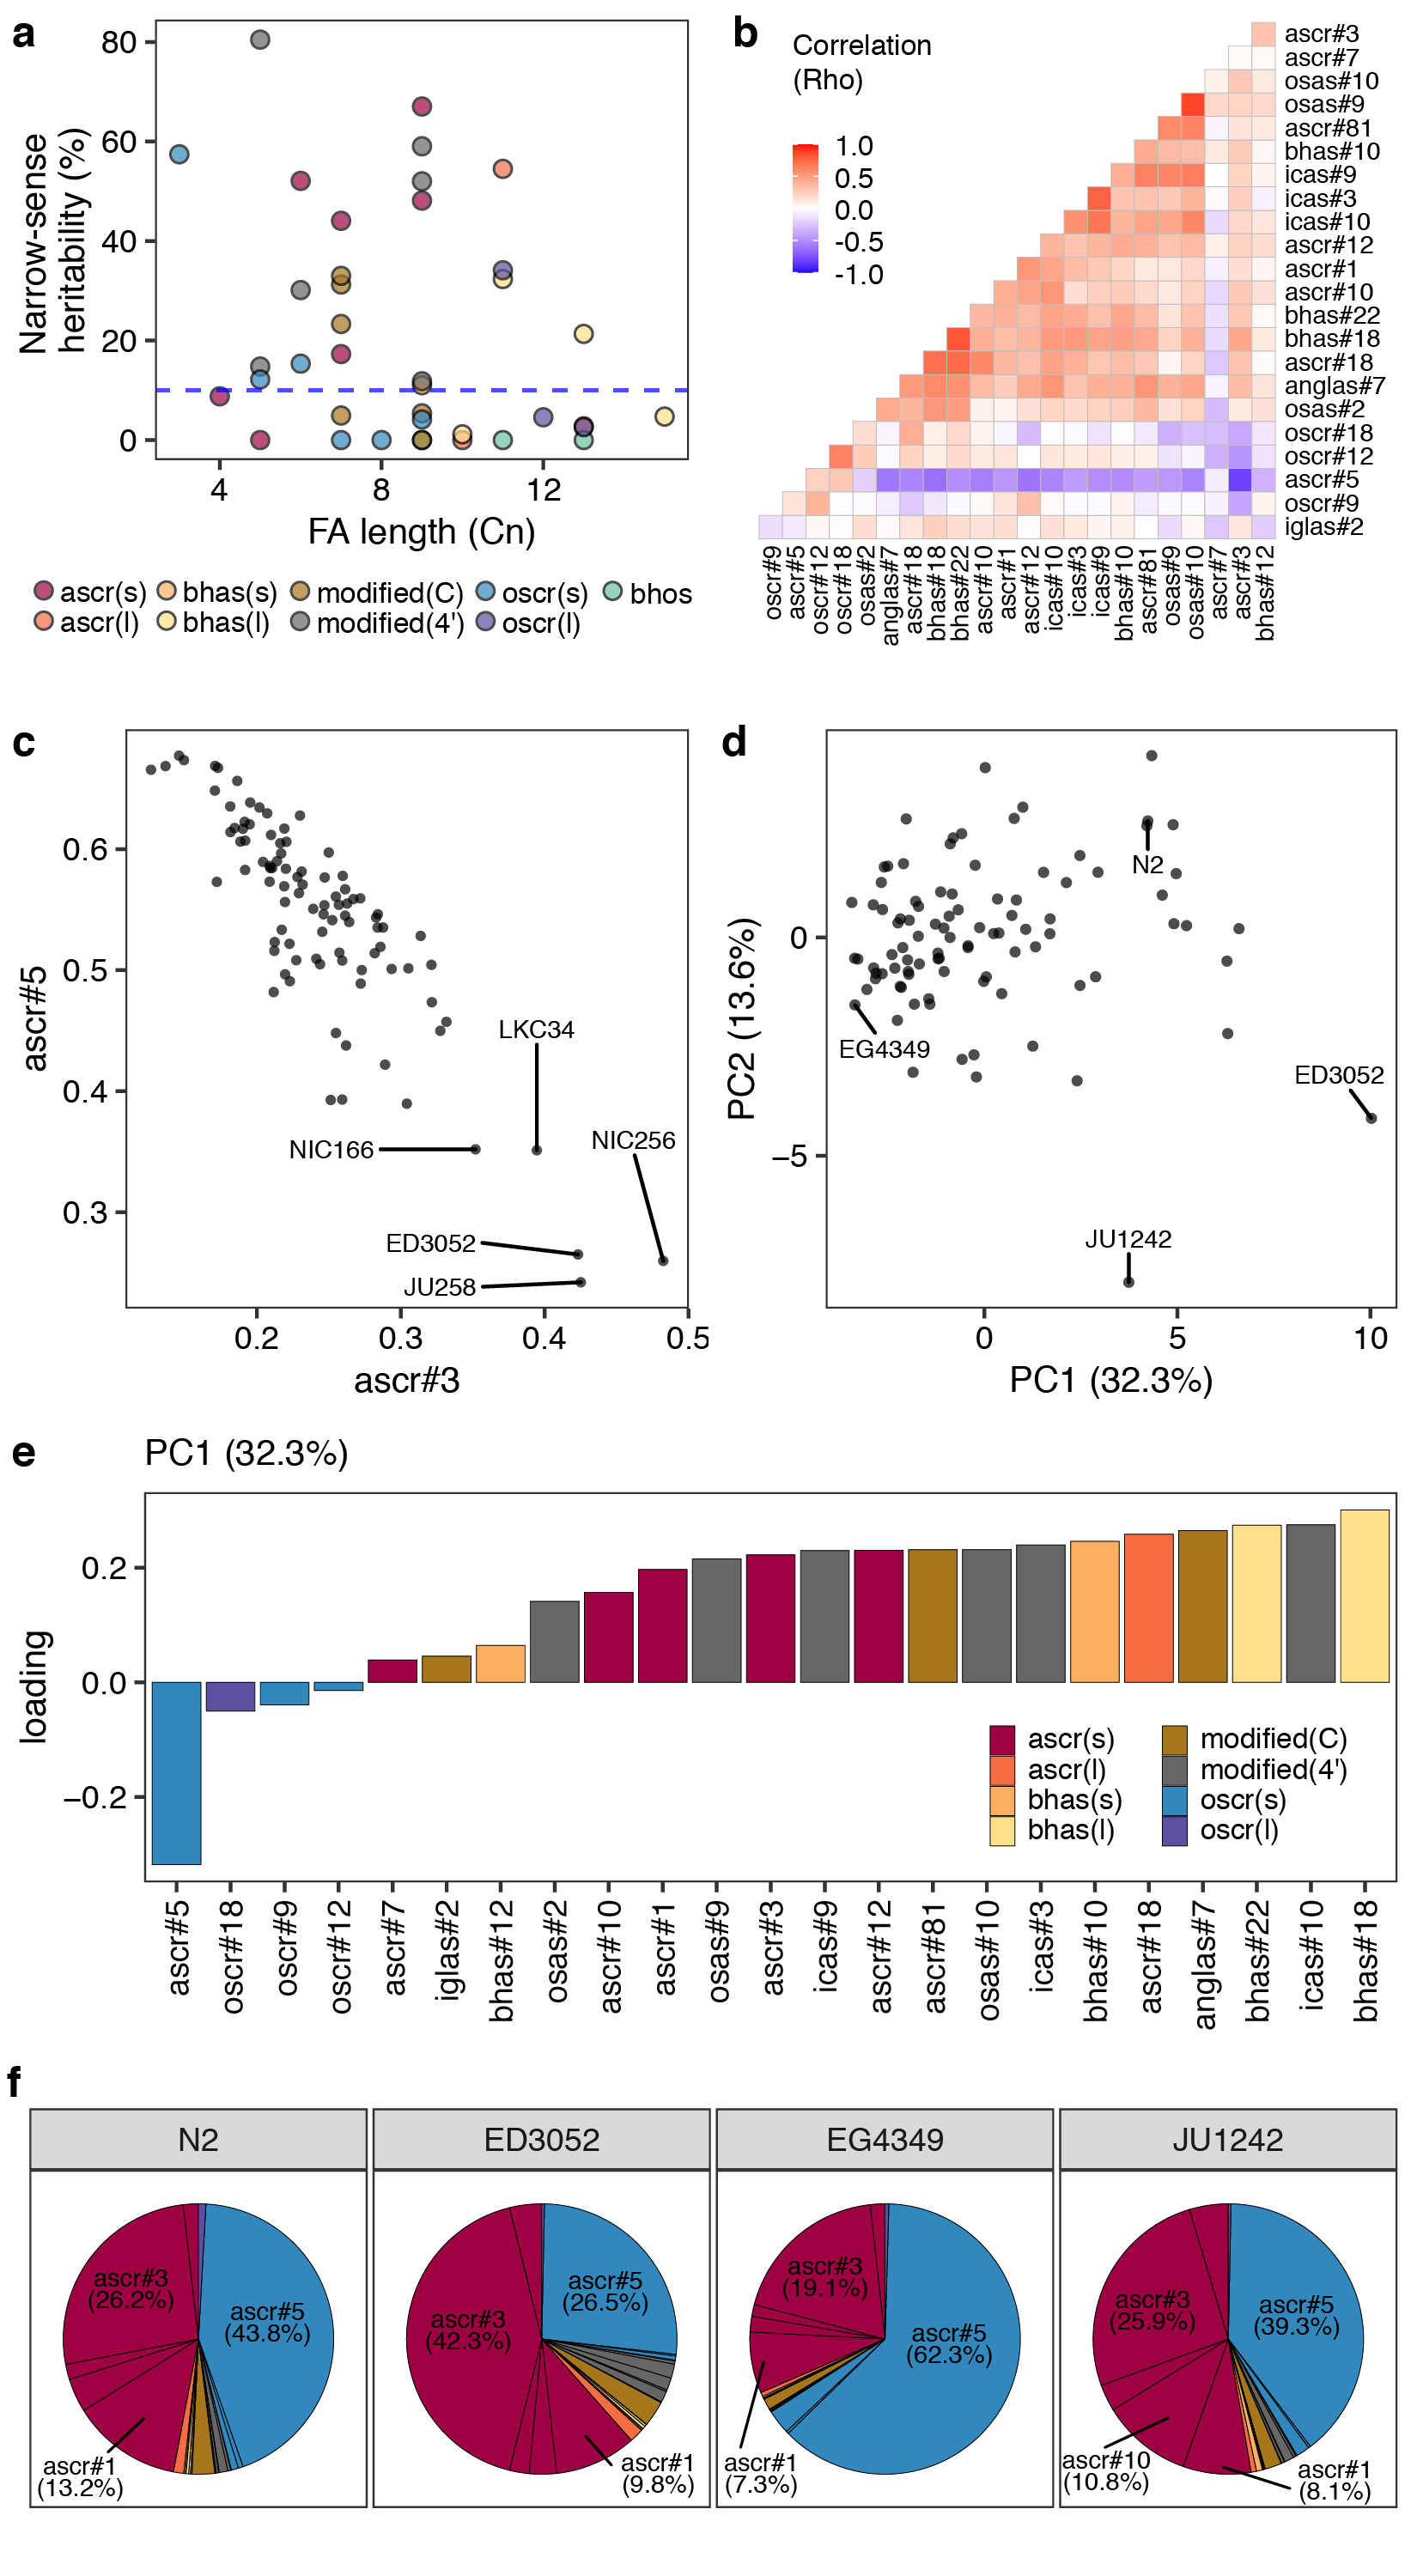 a
80
60
40
20
0
Narrow-sense
heritability (%)
4
8
12
FA length (Cn)
ascr(s)
bhas(s)
modified(C)
oscr(s)
bhos
ascr(l)
bhas(l)
modified(4')
oscr(l)
b
Correlation
(Rho)
1.0
0.5
0.0
-0.5
-1.0
ascr#3
ascr#7
osas#10
osas#9
ascr#81
bhas#10
icas#9
icas#3
icas#10
ascr#12
ascr#1
ascr#10
bhas#22
bhas#18
ascr#18
anglas#7
osas#2
oscr#18
oscr#12
ascr#5
oscr#9
iglas#2
oscr#9
ascr#5
oscr#12
oscr#18
osas#2
anglas#7
ascr#18
bhas#18
bhas#22
ascr#10
ascr#1
ascr#12
icas#10
icas#3
icas#9
bhas#10
ascr#81
osas#9
osas#10
ascr#7
ascr#3
bhas#12
c
0.6
0.5
0.4
0.3
ascr#5
LKC34
NIC166
NIC256
ED3052
JU258
0.2
0.3
0.4
0.5
ascr#3
d
0
−5
PC2 (13.6%)
N2
EG4349
ED3052
JU1242
0
5
10
PC1 (32.3%)
e
PC1 (32.3%)
0.2
0.0
−0.2
loading
ascr(s)
modified(C)
ascr(l)
modified(4')
bhas(s)
oscr(s)
bhas(l)
oscr(l)
ascr#5
oscr#18
oscr#9
oscr#12
ascr#7
iglas#2
bhas#12
osas#2
ascr#10
ascr#1
osas#9
ascr#3
icas#9
ascr#12
ascr#81
osas#10
icas#3
bhas#10
ascr#18
anglas#7
bhas#22
icas#10
bhas#18
f
N2
ascr#3
(26.2%)
ascr#5
(43.8%)
ascr#1
(13.2%)
ED3052
ascr#5
(26.5%)
ascr#3
(42.3%)
ascr#1
(9.8%)
EG4349
ascr#3
(19.1%)
ascr#5
(62.3%)
ascr#1
(7.3%)
JU1242
ascr#3
(25.9%)
ascr#5
(39.3%)
ascr#10
(10.8%)
ascr#1
(8.1%)